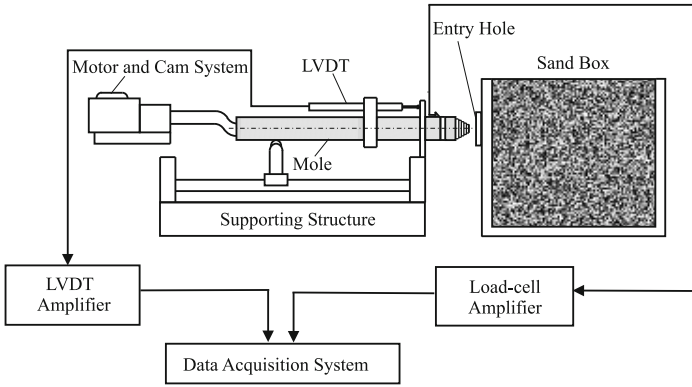 Entry Hole
Motor and Cam System
LVDT
Sand Box
Mole
Supporting Structure
LVDT
Amplifier
Load-cell
Amplifier
Data Acquisition System